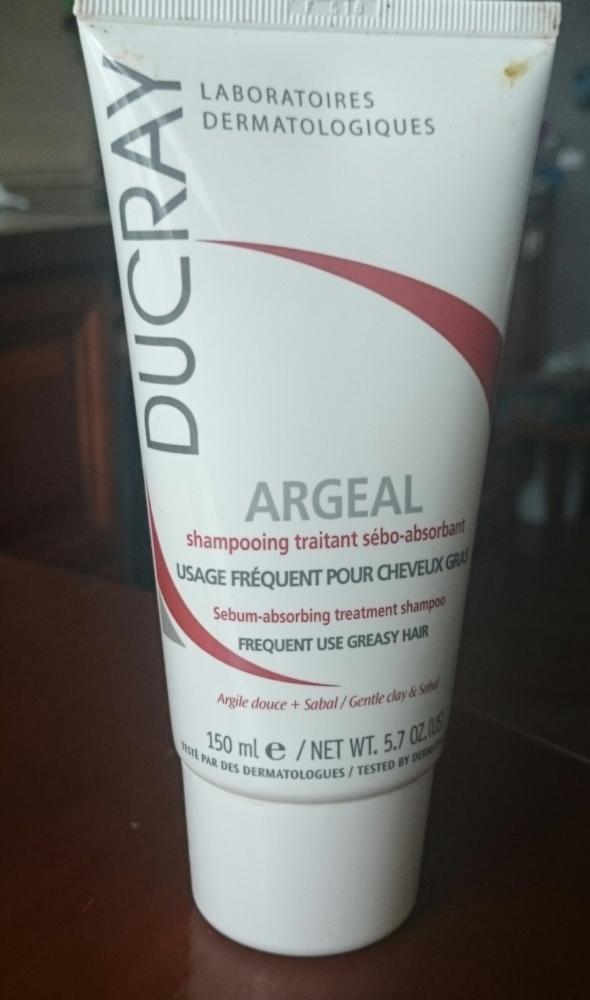 LABORATOIRES
DERMATOLOGIQUES
DUCRAY
ARGEAL
shampooing traitant sébo-absorbant
USAGE FRÉQUENT POUR CHEVEUX GRAS
Sebum-absorbing treatment shampoo
FREQUENT USE GREASY HAIR
Argile douce + Sabal / Gentle clay & Sabal
150 ml e / NET WT. 5.7 OZ.(US)
TESTÉ PAR DES DERMATOLOGUES / TESTED BY